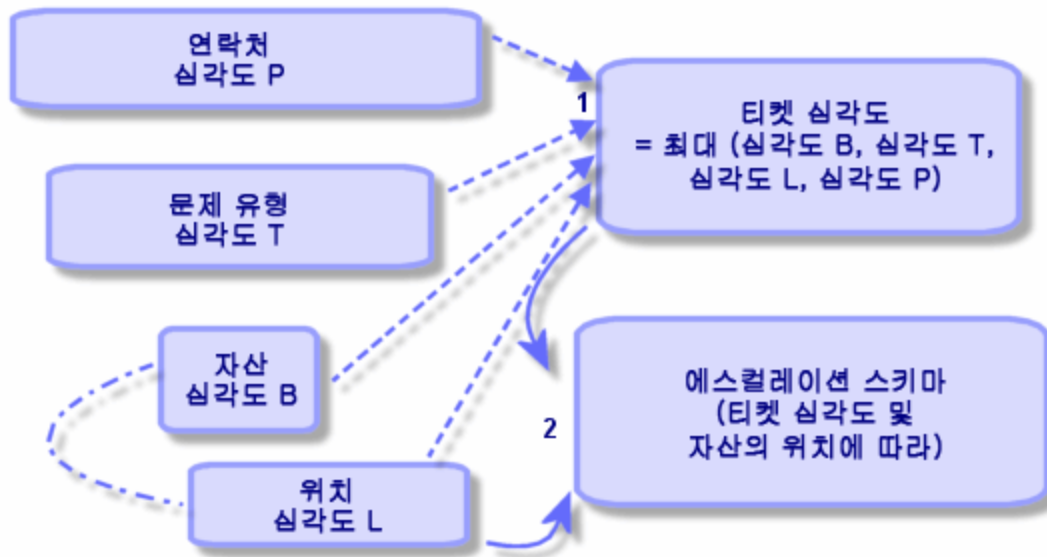 연락처
심각도 P
1
티켓 심각도
= 최대 (심각도 B, 심각도 T,
심각도 L, 심각도 P)
문제 유형
심각도 T
자산
심각도 B
2
에스컬레이션 스키마
(티켓 심각도 및
자산의 위치에 따라)
위치
심각도 L